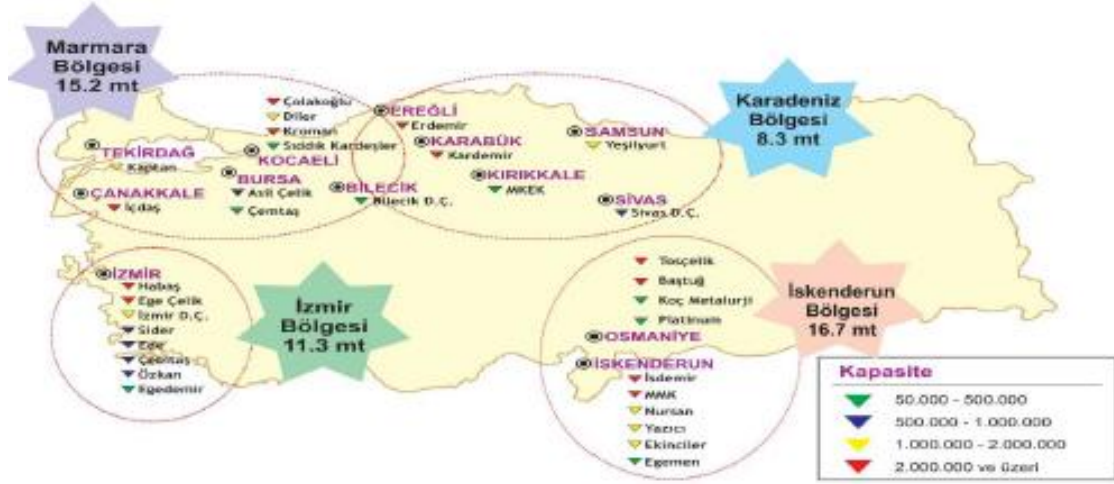 Marmara
Bölgesi
15.2 mt
Karadeniz
Bölgesi
8.3 mt
Çolakoğlu
Diler
Kroman
Sıddık Kardeşler
EREĞLİ
Erdemir
KARABÜK
Kardemir
SAMSUN
Yeşilyurt
TEKİRDAĞ
Kaptan
KOCAELİ
BURSA
Asil Çelik
Çemtaş
BİLECİK
Bilecik D.Ç.
KIRIKKALE
MKEK
ÇANAKKALE
İçdaş
SİVAS
Sivas D.Ç.
İZMİR
Habaş
Ege Çelik
İzmir D.Ç.
Sider
Ede
Çebitaş
Özkan
Egedemir
İzmir
Bölgesi
11.3 mt
Tosçelik
Baştuğ
Koç Metalurji
Platinum
OSMANİYE
İSKENDERUN
İsdemir
MMK
Nursan
Yazıcı
Ekinciler
Egemen
İskenderun
Bölgesi
16.7 mt
Kapasite
50.000 - 500.000
500.000 - 1.000.000
1.000.000 - 2.000.000
2.000.000 ve üzeri